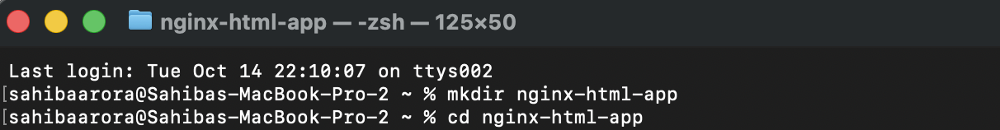 nginx-html-app — -zsh — 125×50
Last login: Tue Oct 14 22:10:07 on ttys002
[sahibaarora@Sahibas-MacBook-Pro-2 ~ % mkdir nginx-html-app
[sahibaarora@Sahibas-MacBook-Pro-2 ~ % cd nginx-html-app